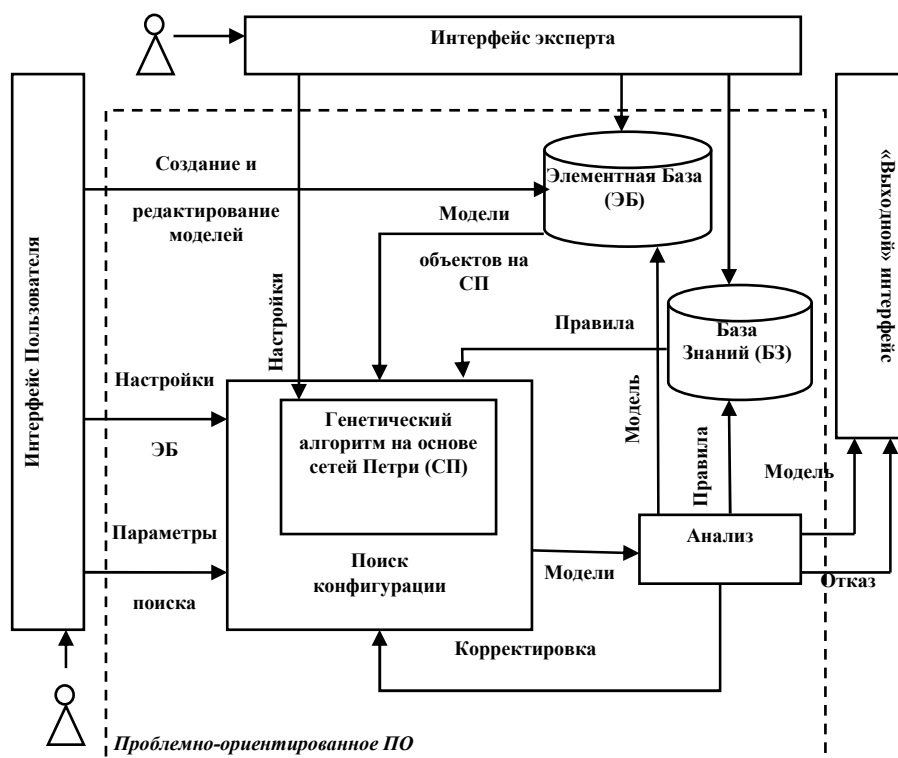 Интерфейс эксперта
Интерфейс Пользователя
«Выходной» интерфейс
Создание и
редактирование
моделей
Элементная База
(ЭБ)
Модели
объектов на
СП
Настройки
Правила
База
Знаний (БЗ)
Настройки
ЭБ
Генетический
алгоритм на основе
сетей Петри (СП)
Модель
Правила
Модель
Параметры
поиска
Поиск
конфигурации
Модели
Анализ
Отказ
Корректировка
Проблемно-ориентированное ПО